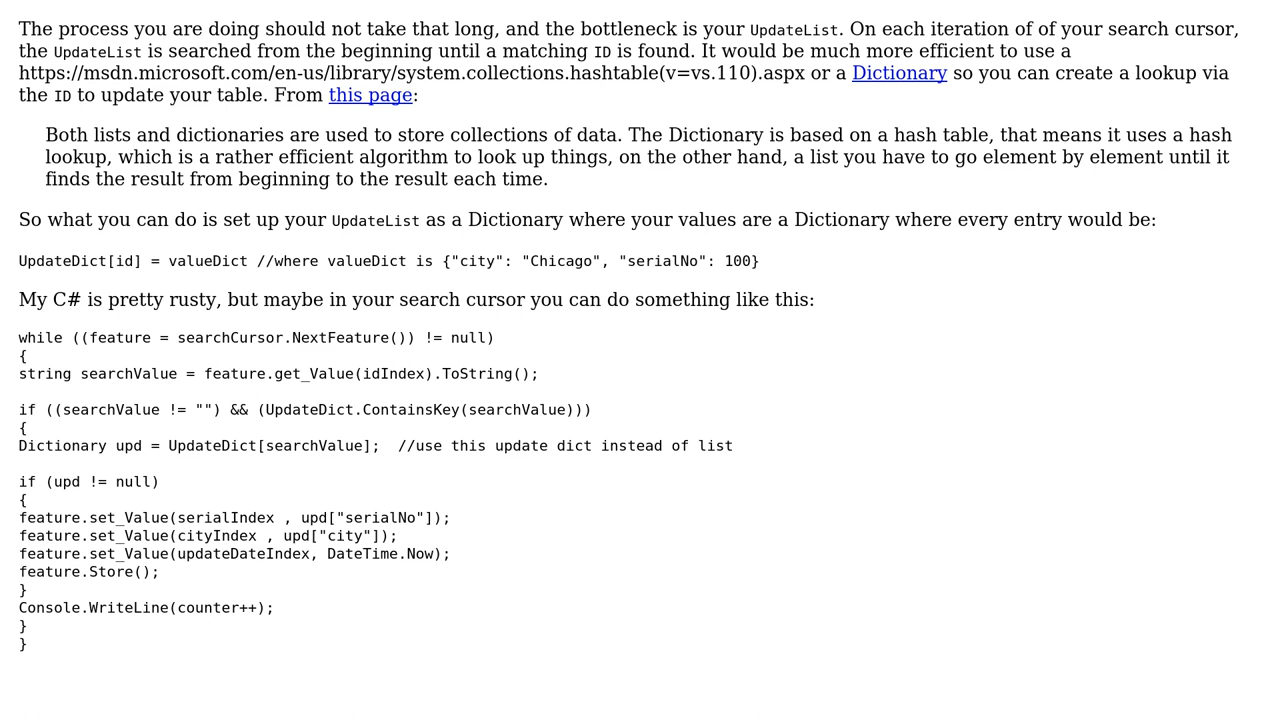 The process you are doing should not take that long, and the bottleneck is your UpdateList. On each iteration of of your search cursor,
the UpdateList is searched from the beginning until a matching ID is found. It would be much more efficient to use a
https://msdn.microsoft.com/en-us/library/system.collections.hashtable(v=vs.110).aspx or a Dictionary so you can create a lookup via
the ID to update your table. From this page:
Both lists and dictionaries are used to store collections of data. The Dictionary is based on a hash table, that means it uses a hash
lookup, which is a rather efficient algorithm to look up things, on the other hand, a list you have to go element by element until it
finds the result from beginning to the result each time.
So what you can do is set up your UpdateList as a Dictionary where your values are a Dictionary where every entry would be:
UpdateDict[id] = valueDict //where valueDict is {"city": "Chicago", "serialNo": 100}
My C# is pretty rusty, but maybe in your search cursor you can do something like this:
while ((feature = searchCursor.NextFeature()) != null)
{
string searchValue = feature.get_Value(idIndex).ToString();
if ((searchValue != "") && (UpdateDict.ContainsKey(searchValue)))
{
Dictionary upd = UpdateDict[searchValue];  //use this update dict instead of list
if (upd != null)
{
feature.set_Value(serialIndex , upd["serialNo"]);
feature.set_Value(cityIndex , upd["city"]);
feature.set_Value(updateDateIndex, DateTime.Now);
feature.Store();
}
Console.WriteLine(counter++);
}
}